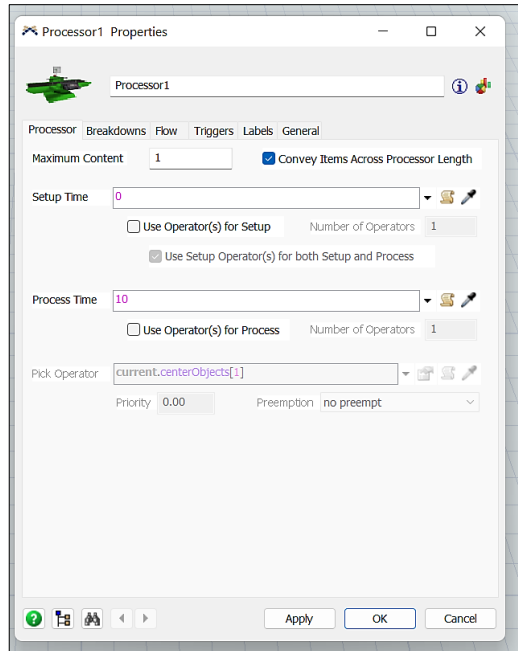 Processor1 Properties
Processor1
Processor Breakdowns Flow Triggers Labels General
Maximum Content 1 Convey Items Across Processor Length
Setup Time 0
Use Operator(s) for Setup Number of Operators 1
Use Setup Operator(s) for both Setup and Process
Process Time 10
Use Operator(s) for Process Number of Operators 1
Pick Operator current.centerObjects[1]
Priority 0.00 Preemption no preempt
Apply OK Cancel